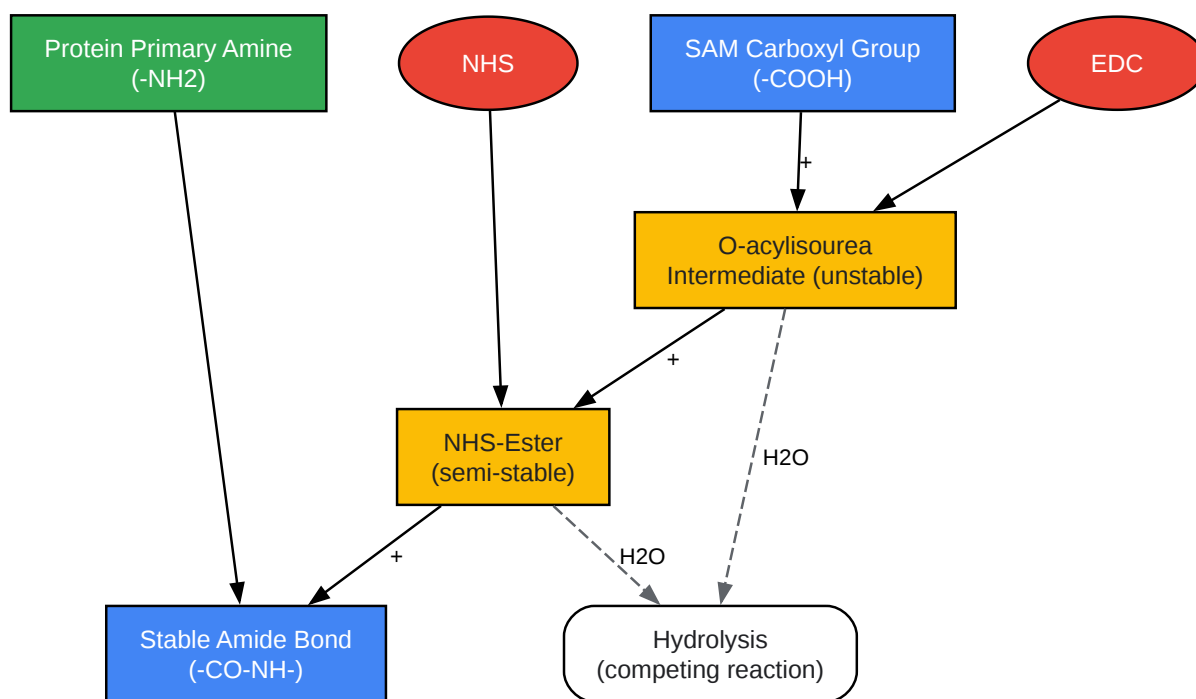 Protein Primary Amine
(-NH2)
NHS
SAM Carboxyl Group
(-COOH)
EDC
+
O-acylisourea
Intermediate (unstable)
+
NHS-Ester
(semi-stable)
H2O
+
H2O
Stable Amide Bond
(-CO-NH-)
Hydrolysis
(competing reaction)